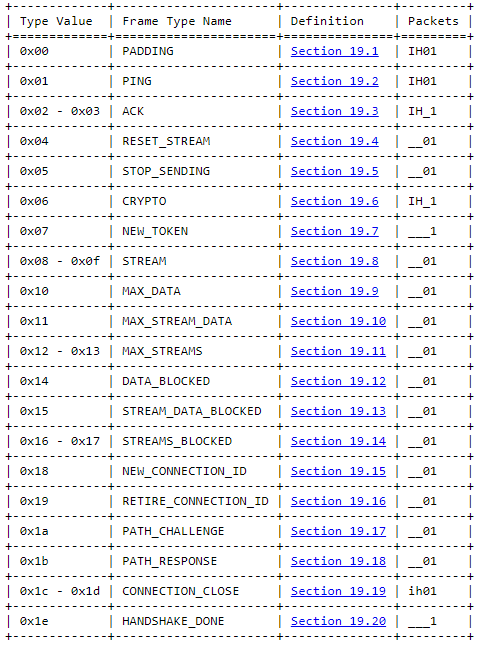 +-------------+----------------------+---------------+---------+
| Type Value  | Frame Type Name      | Definition    | Packets |
+=============+======================+===============+=========+
| 0x00        | PADDING              | Section 19.1  | IH01    |
+-------------+----------------------+---------------+---------+
| 0x01        | PING                 | Section 19.2  | IH01    |
+-------------+----------------------+---------------+---------+
| 0x02 - 0x03 | ACK                  | Section 19.3  | IH_1    |
+-------------+----------------------+---------------+---------+
| 0x04        | RESET_STREAM         | Section 19.4  | __01    |
+-------------+----------------------+---------------+---------+
| 0x05        | STOP_SENDING         | Section 19.5  | __01    |
+-------------+----------------------+---------------+---------+
| 0x06        | CRYPTO               | Section 19.6  | IH_1    |
+-------------+----------------------+---------------+---------+
| 0x07        | NEW_TOKEN            | Section 19.7  | ___1    |
+-------------+----------------------+---------------+---------+
| 0x08 - 0x0f | STREAM               | Section 19.8  | __01    |
+-------------+----------------------+---------------+---------+
| 0x10        | MAX_DATA             | Section 19.9  | __01    |
+-------------+----------------------+---------------+---------+
| 0x11        | MAX_STREAM_DATA      | Section 19.10 | __01    |
+-------------+----------------------+---------------+---------+
| 0x12 - 0x13 | MAX_STREAMS          | Section 19.11 | __01    |
+-------------+----------------------+---------------+---------+
| 0x14        | DATA_BLOCKED         | Section 19.12 | __01    |
+-------------+----------------------+---------------+---------+
| 0x15        | STREAM_DATA_BLOCKED  | Section 19.13 | __01    |
+-------------+----------------------+---------------+---------+
| 0x16 - 0x17 | STREAMS_BLOCKED      | Section 19.14 | __01    |
+-------------+----------------------+---------------+---------+
| 0x18        | NEW_CONNECTION_ID    | Section 19.15 | __01    |
+-------------+----------------------+---------------+---------+
| 0x19        | RETIRE_CONNECTION_ID | Section 19.16 | __01    |
+-------------+----------------------+---------------+---------+
| 0x1a        | PATH_CHALLENGE       | Section 19.17 | __01    |
+-------------+----------------------+---------------+---------+
| 0x1b        | PATH_RESPONSE        | Section 19.18 | __01    |
+-------------+----------------------+---------------+---------+
| 0x1c - 0x1d | CONNECTION_CLOSE     | Section 19.19 | ih01    |
+-------------+----------------------+---------------+---------+
| 0x1e        | HANDSHAKE_DONE       | Section 19.20 | ___1    |
+-------------+----------------------+---------------+---------+